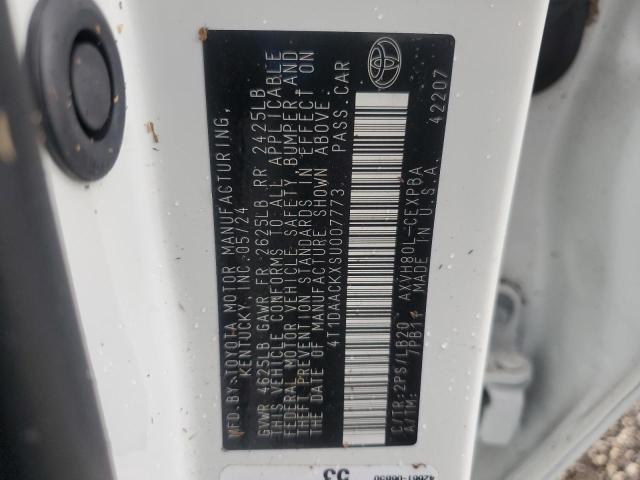 MFD.BY: TOYOTA MOTOR MANUFACTURING,
KENTUCKY, INC. 05/24
GVWR 4625LB GAWR FR 2625LB RR 2425LB
THIS VEHICLE CONFORMS TO ALL APPLICABLE
FEDERAL MOTOR VEHICLE SAFETY, BUMPER AND
THEFT PREVENTION STANDARDS IN EFFECT ON
THE DATE OF MANUFACTURE SHOWN ABOVE.
4T1DAACKXSU007773 PASS.CAR
C/TR:2PS/LB20 AXVH80L-CEXPBA
A/TM: 7PB11 MADE IN U.S.A.
42207
53